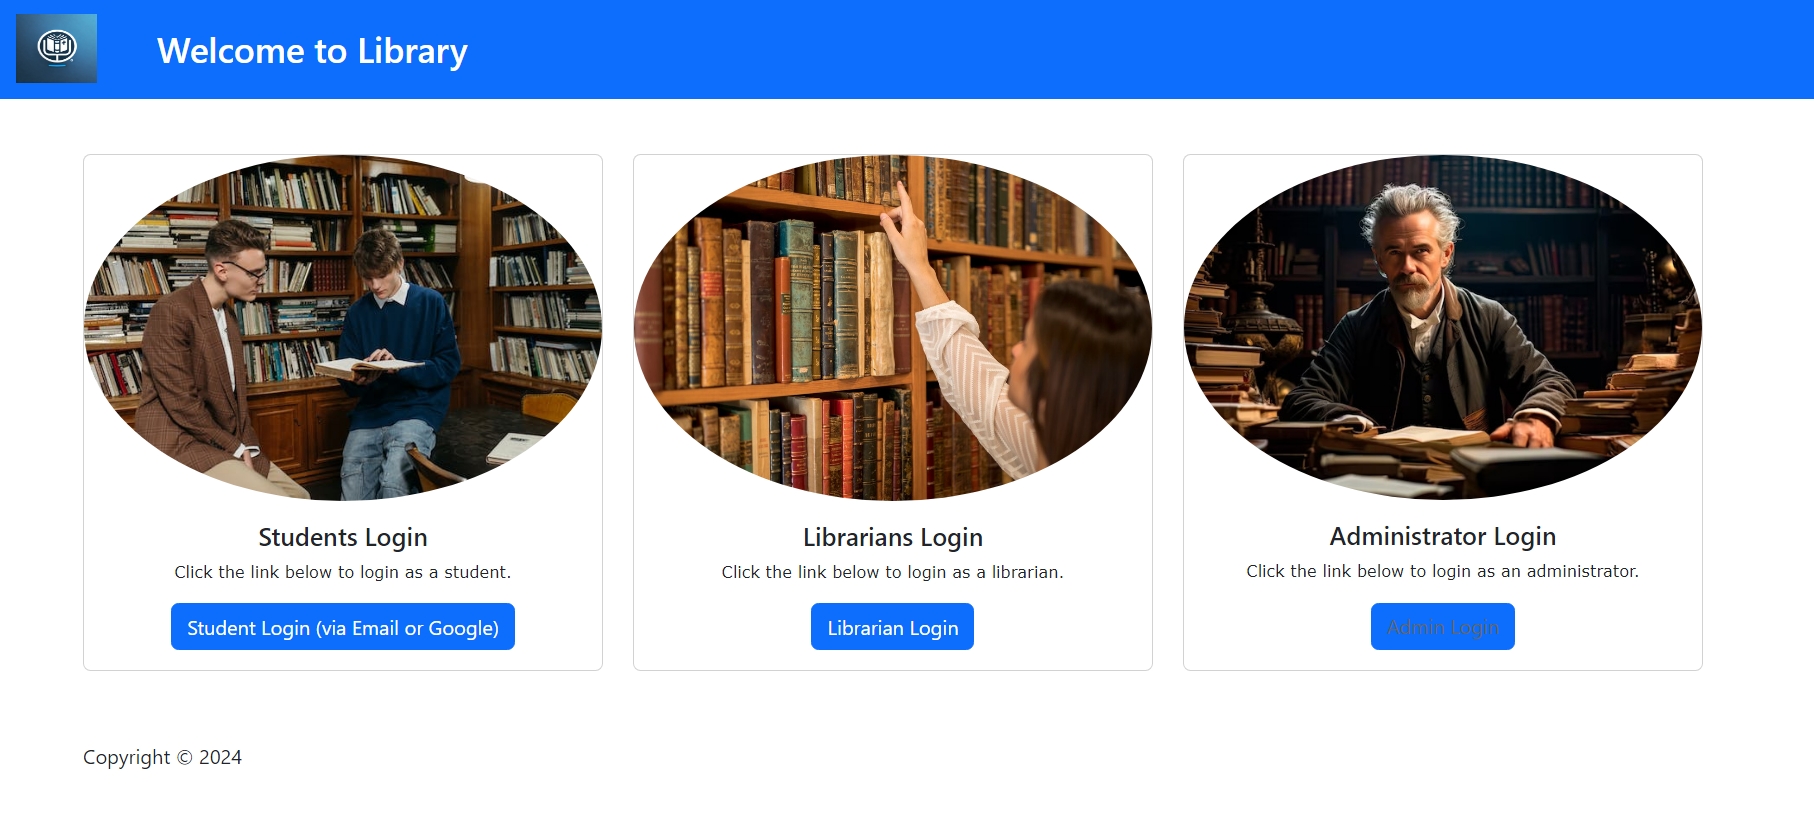 Welcome to Library
Students Login
Click the link below to login as a student.
Student Login (via Email or Google)
Librarians Login
Click the link below to login as a librarian.
Librarian Login
Administrator Login
Click the link below to login as an administrator.
Admin Login
Copyright © 2024